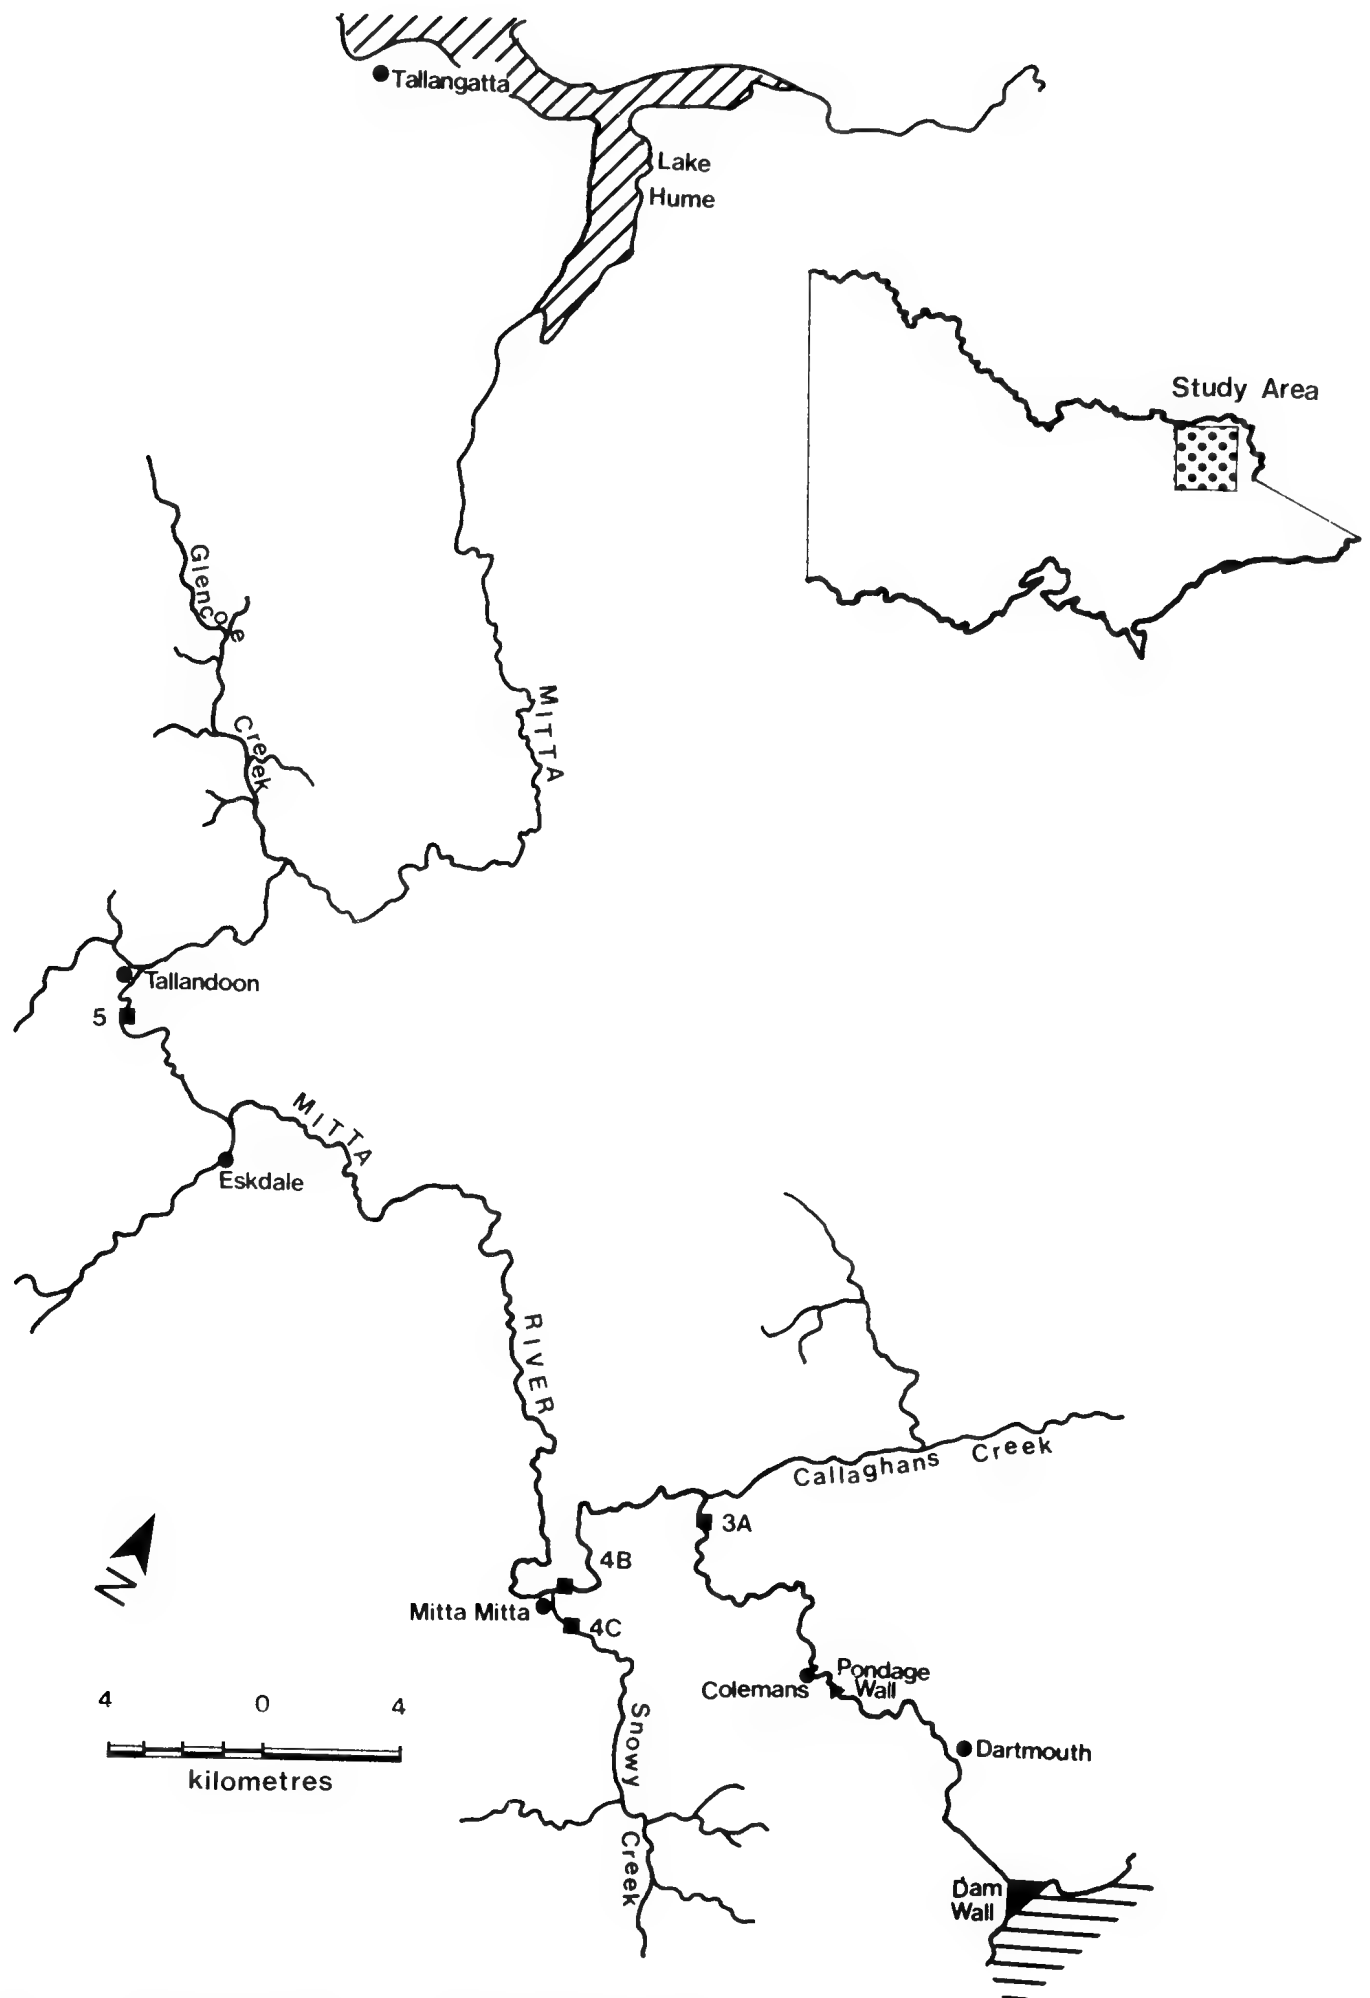 Tallangatta
Lake
Hume
Study Area
Glencoe
Creek
MITTA
Tallandoon
5
MITTA
Eskdale
RIVER
Callaghans Creek
3A
4B
N
Mitta Mitta
4C
Pondage
Wall
Colemans
4 0 4
kilometres
Snowy
Creek
Dartmouth
Dam
Wall